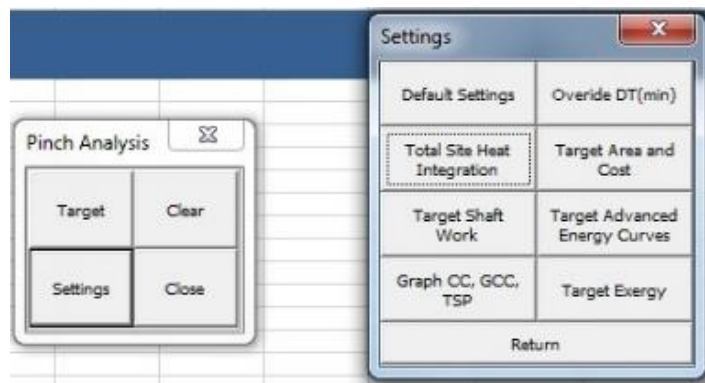 Pinch Analysis
Target
Clear
Settings
Close
Settings
Default Settings
Overide DT(min)
Total Site Heat
Integration
Target Area and
Cost
Target Shaft
Work
Target Advanced
Energy Curves
Graph CC, GCC,
TSP
Target Exergy
Return